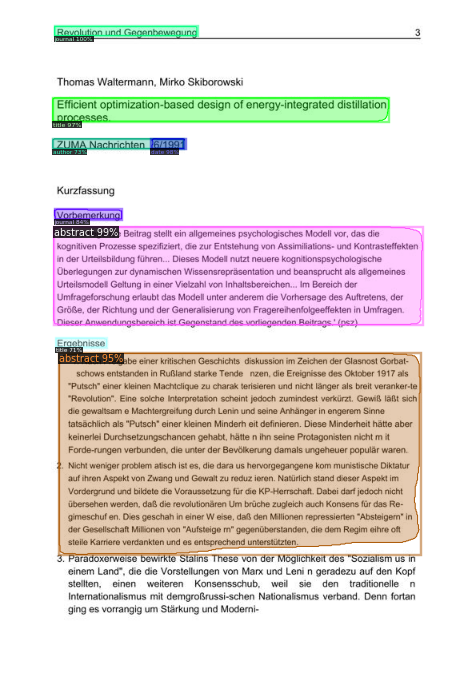 Revolution und Gegenbewegung 3
journal 100%
Thomas Waltermann, Mirko Skiborowski
Efficient optimization-based design of energy-integrated distillation
processes.
title 97%
ZUMA Nachrichten
author 73%
Kurzfassung
Vorbemerkung
journal 84%
abstract 99% Beitrag stellt ein allgemeines psychologisches Modell vor, das die
kognitiven Prozesse spezifiziert, die zur Entstehung von Assimiliations- und Kontrasteffekten
in der Urteilsbildung führen... Dieses Modell nutzt neuere kognitionspsychologische
Überlegungen zur dynamischen Wissensrepräsentation und beansprucht als allgemeines
Urteilsmodell Geltung in einer Vielzahl von Inhaltsbereichen... Im Bereich der
Umfrageforschung erlaubt das Modell unter anderem die Vorhersage des Auftretens, der
Größe, der Richtung und der Generalisierung von Fragereihenfolgeeffekten in Umfragen.
Dieser Anwendungsbereich ist Gegenstand des vorliegenden Beitrags.' (psz)
Ergebnisse
title 71%
abstract 95% abe einer kritischen Geschichts diskussion im Zeichen der Glasnost Gorbat-
schows entstanden in Rußland starke Tende nzen, die Ereignisse des Oktober 1917 als
"Putsch" einer kleinen Machtclique zu charak terisieren und nicht länger als breit veranker-te
"Revolution". Eine solche Interpretation scheint jedoch zumindest verkürzt. Gewiß läßt sich
die gewaltsam e Machtergreifung durch Lenin und seine Anhänger in engerem Sinne
tatsächlich als "Putsch" einer kleinen Minderh eit definieren. Diese Minderheit hätte aber
keinerlei Durchsetzungschancen gehabt, hätte n ihn seine Protagonisten nicht m it
Forde-rungen verbunden, die unter der Bevölkerung damals ungeheuer populär waren.
2. Nicht weniger problem atisch ist es, die dara us hervorgegangene kom munistische Diktatur
auf ihren Aspekt von Zwang und Gewalt zu reduz ieren. Natürlich stand dieser Aspekt im
Vordergrund und bildete die Voraussetzung für die KP-Herrschaft. Dabei darf jedoch nicht
übersehen werden, daß die revolutionären Um brüche zugleich auch Konsens für das Re-
gimeschuf en. Dies geschah in einer W eise, daß den Millionen repressierten "Absteigern" in
der Gesellschaft Millionen von "Aufsteige rn" gegenüberstanden, die dem Regim eihre oft
steile Karriere verdankten und es entsprechend unterstützten.
3. Paradoxerweise bewirkte Stalins These von der Möglichkeit des "Sozialism us in
einem Land", die die Vorstellungen von Marx und Leni n geradezu auf den Kopf
stellten, einen weiteren Konsensschub, weil sie den traditionelle n
Internationalismus mit demgroßrussi-schen Nationalismus verband. Denn fortan
ging es vorrangig um Stärkung und Moderni-